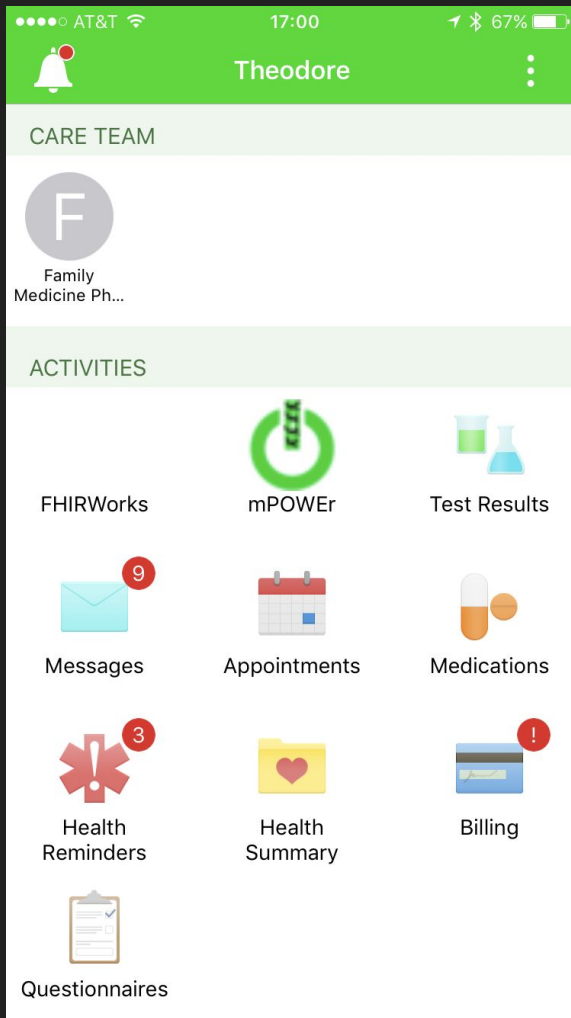 AT&T 17:00 67%
Theodore
CARE TEAM
F
Family
Medicine Ph...
ACTIVITIES
FHIRWorks mPOWEr Test Results
9
Messages Appointments Medications
3 !
Health Health Billing
Reminders Summary
Questionnaires